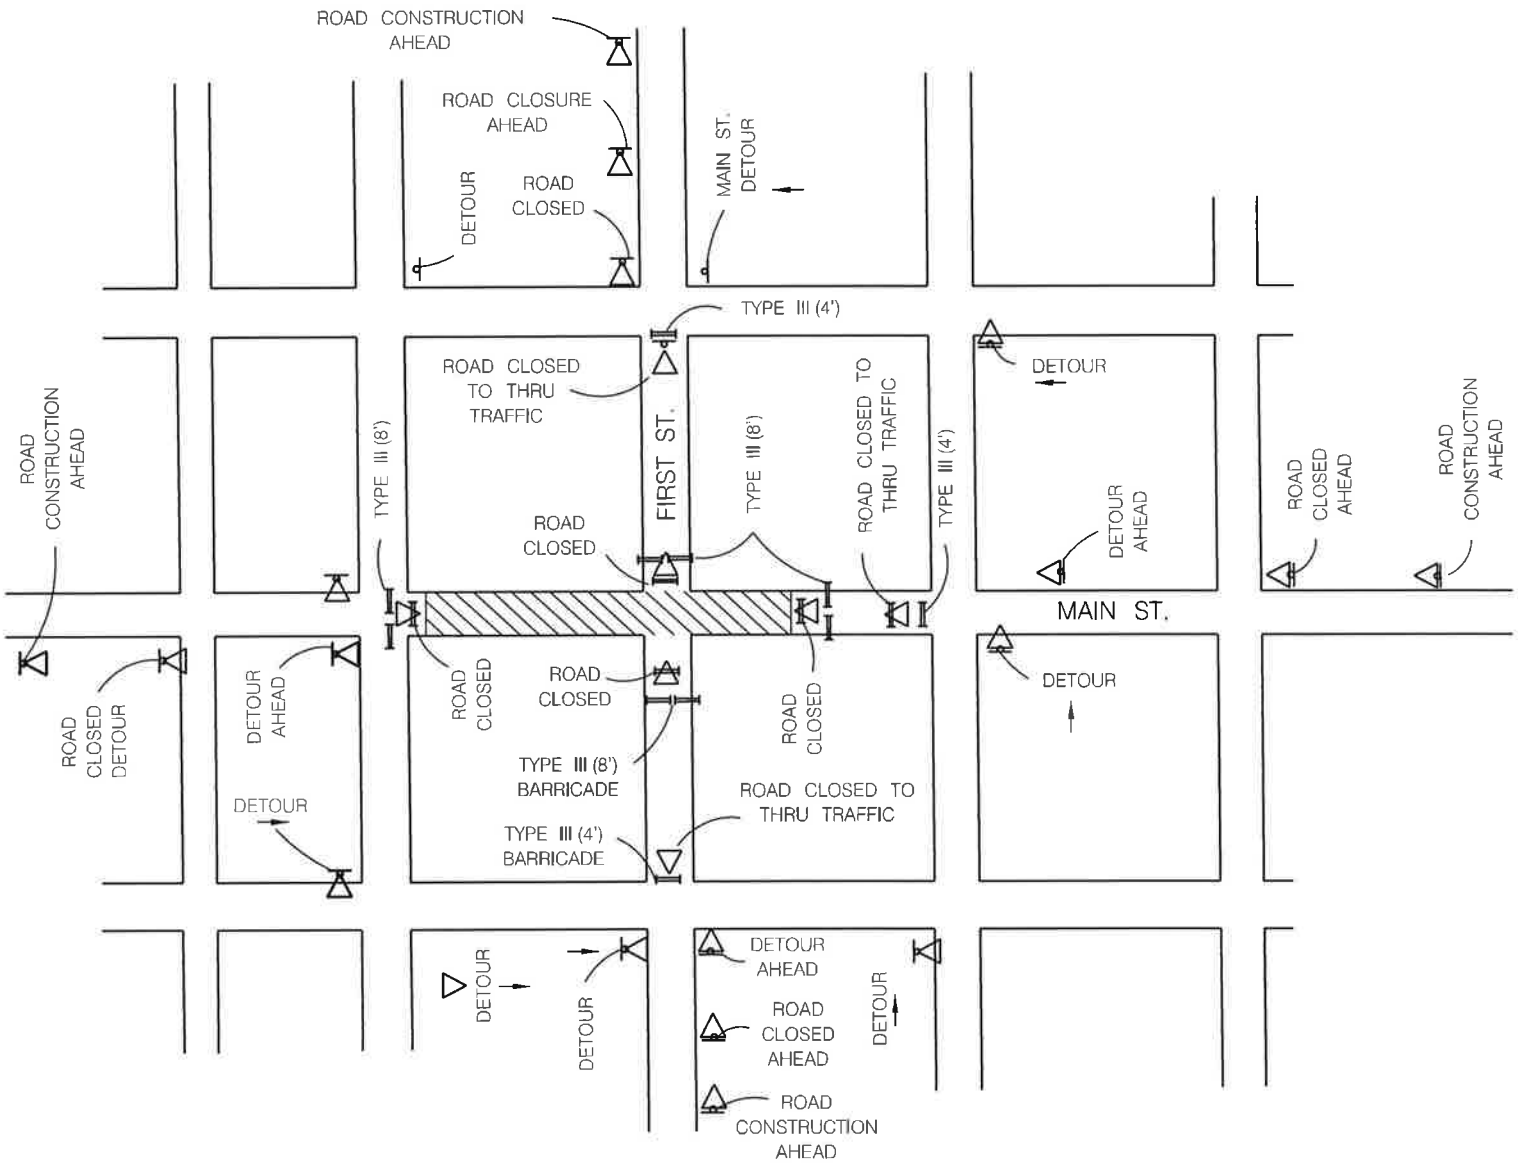 ROAD CONSTRUCTION
AHEAD
ROAD CLOSURE
AHEAD
ROAD
CLOSED
DETOUR
MAIN ST.
DETOUR
TYPE III (4')
ROAD CLOSED
TO THRU
TRAFFIC
FIRST ST.
TYPE III (8')
ROAD CLOSED TO
THRU TRAFFIC
TYPE III (4')
DETOUR
ROAD
CONSTRUCTION
AHEAD
TYPE III (8')
ROAD
CLOSED
DETOUR
AHEAD
ROAD
CLOSED
AHEAD
ROAD
CONSTRUCTION
AHEAD
MAIN ST.
ROAD
CLOSED
DETOUR
DETOUR
AHEAD
ROAD
CLOSED
ROAD
CLOSED
ROAD
CLOSED
DETOUR
TYPE III (8')
BARRICADE
ROAD CLOSED TO
THRU TRAFFIC
DETOUR
TYPE III (4')
BARRICADE
DETOUR
DETOUR
DETOUR
AHEAD
DETOUR
ROAD
CLOSED
AHEAD
ROAD
CONSTRUCTION
AHEAD